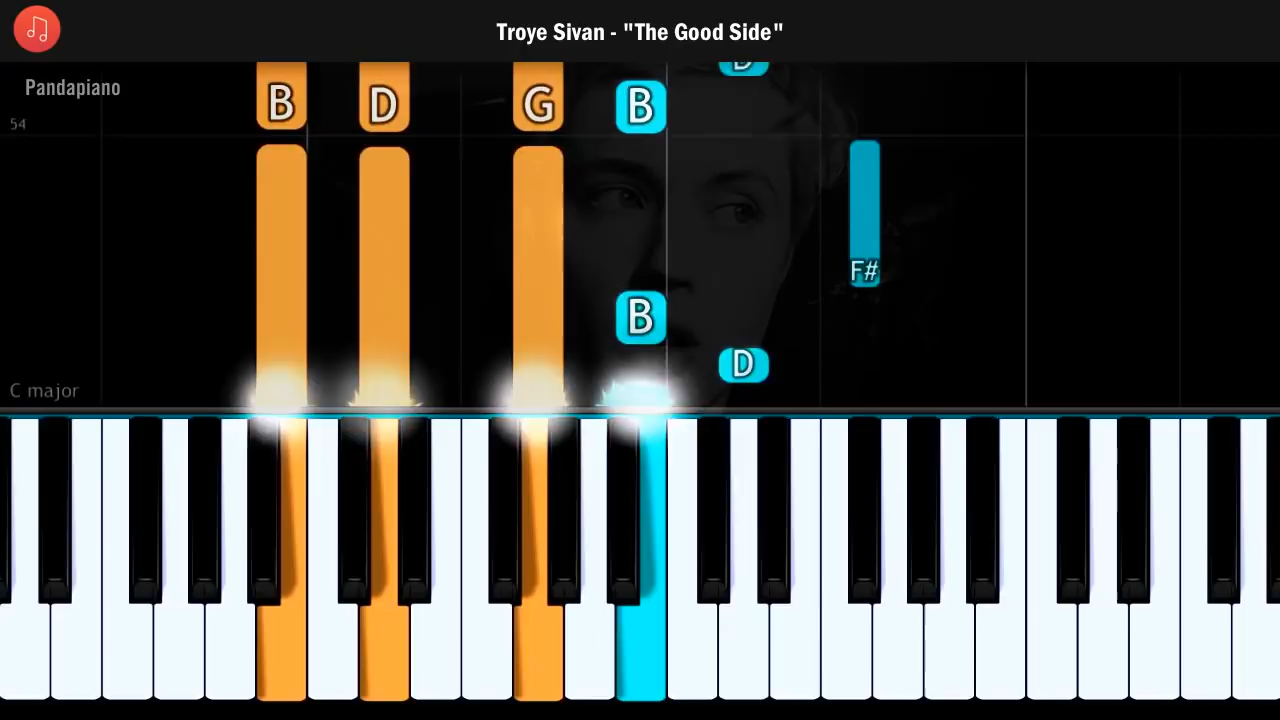 Troye Sivan - "The Good Side"
D
Pandapiano
B D G B
54
F#
B
D
C major